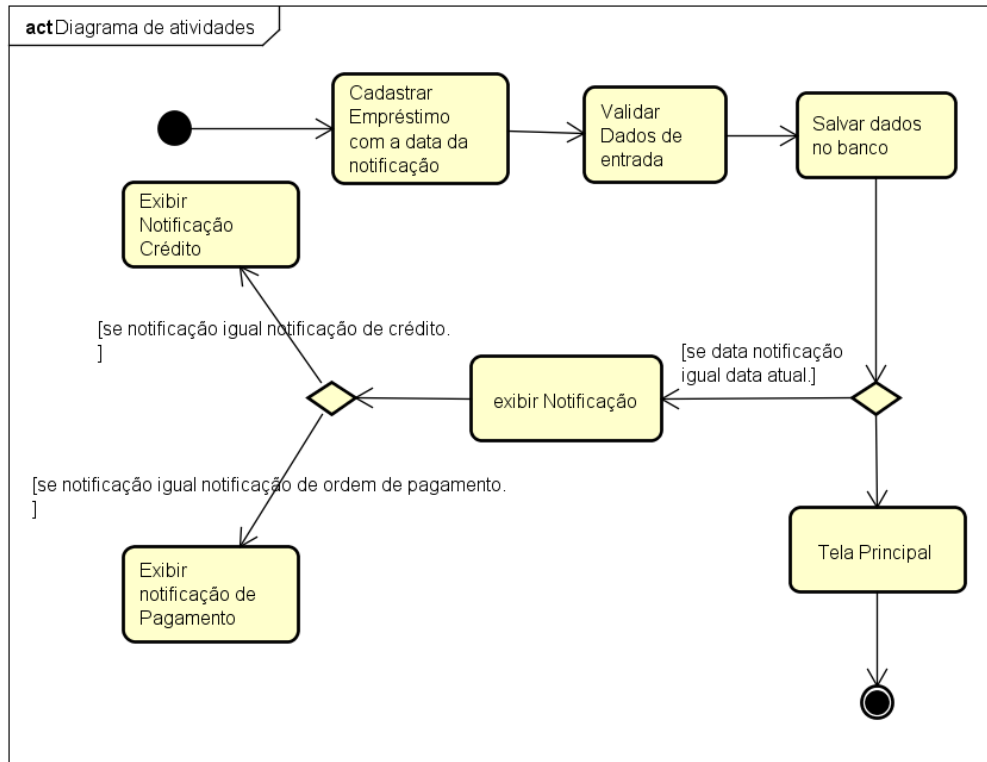 act Diagrama de atividades
Cadastrar
Empréstimo
com a data da
notificação
Validar
Dados de
entrada
Salvar dados
no banco
Exibir
Notificação
Crédito
[se notificação igual notificação de crédito.
]
[se data notificação
igual data atual.]
exibir Notificação
[se notificação igual notificação de ordem de pagamento.
]
Tela Principal
Exibir
notificação de
Pagamento